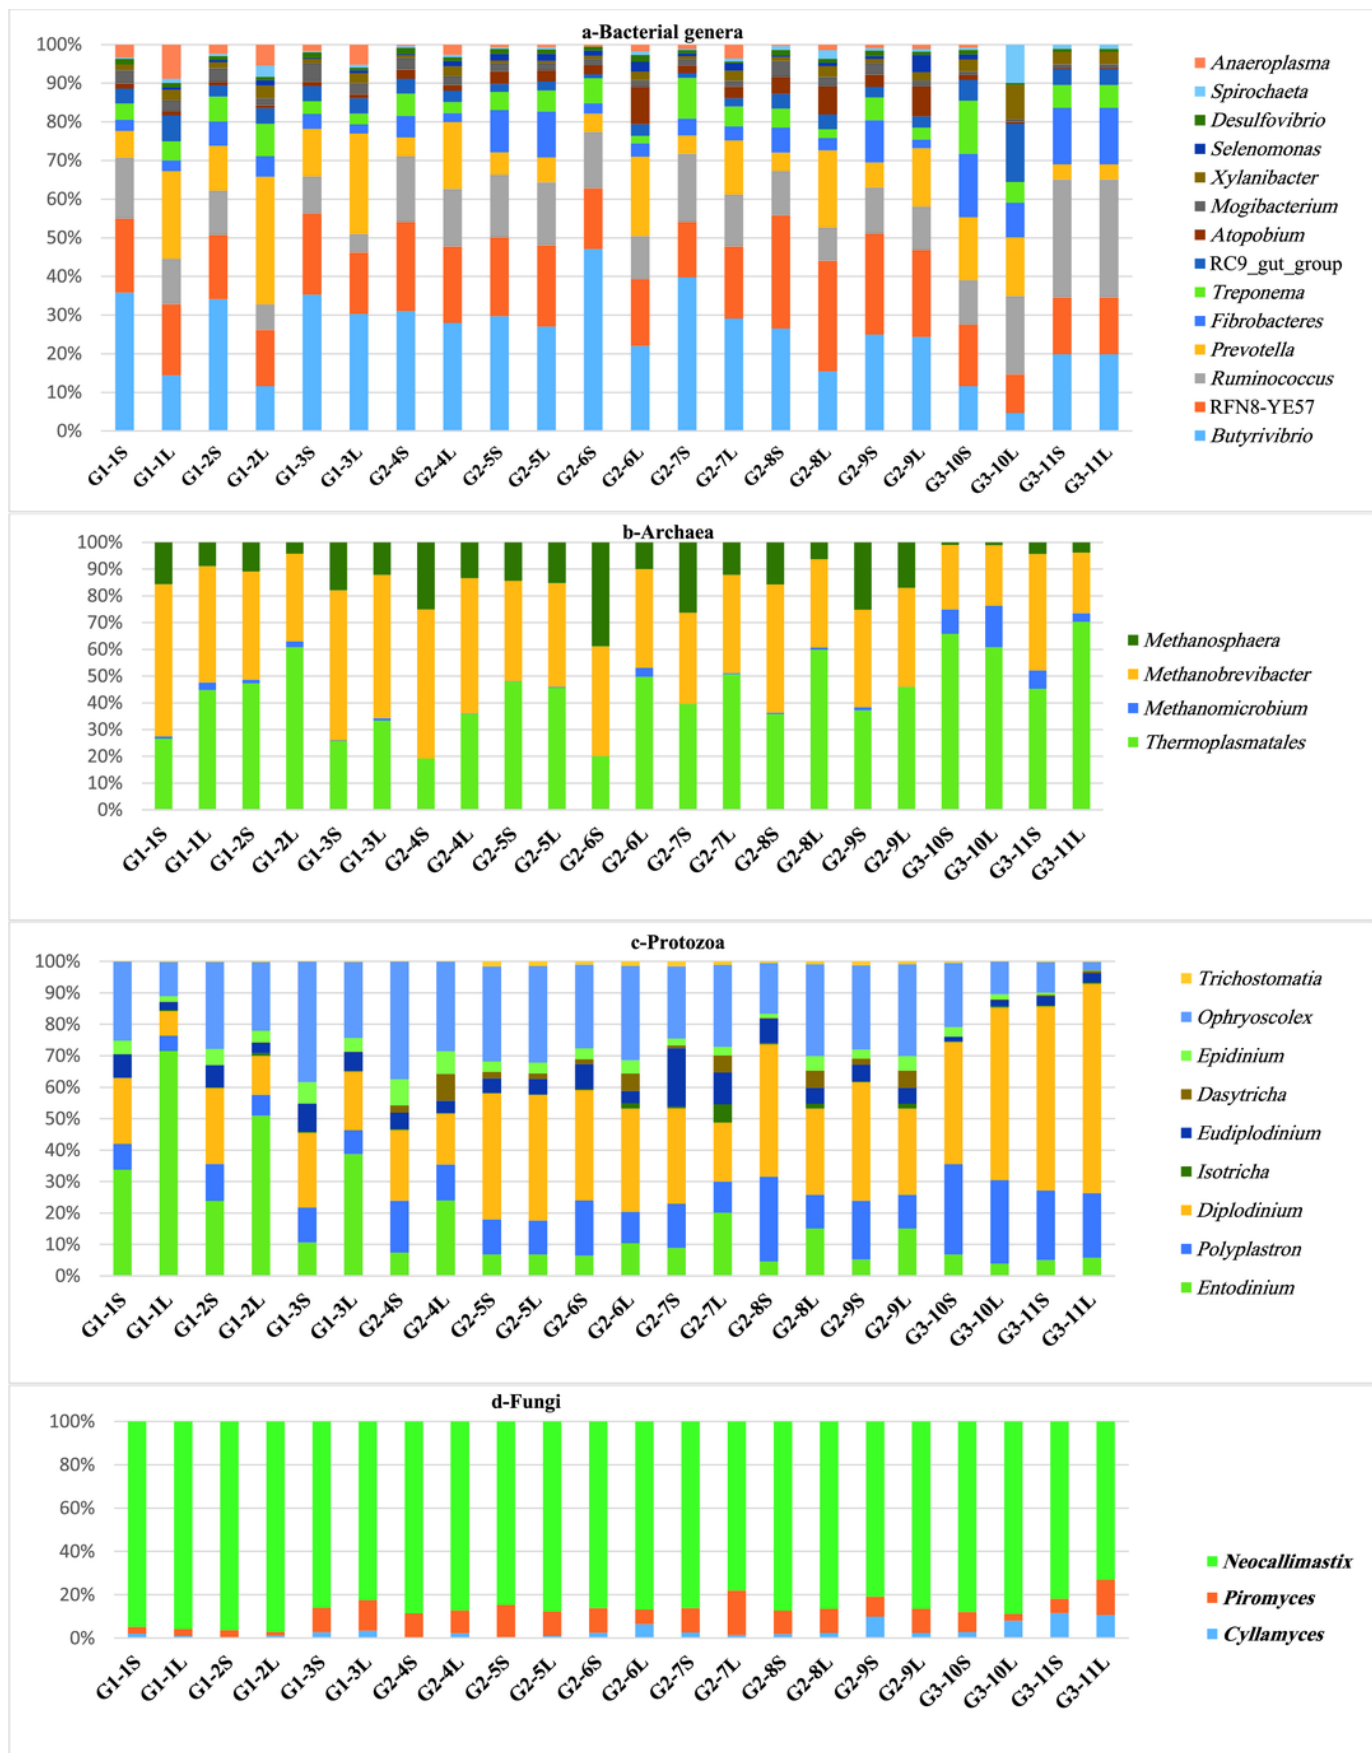 a-Bacterial genera
100%
90%
80%
70%
60%
50%
40%
30%
20%
10%
0%
G1-1S
G1-1L
G1-2S
G1-2L
G1-3S
G1-3L
G2-4S
G2-4L
G2-5S
G2-5L
G2-6S
G2-6L
G2-7S
G2-7L
G2-8S
G2-8L
G2-9S
G2-9L
G3-10S
G3-10L
G3-11S
G3-11L
Anaeroplasma
Spirochaeta
Desulfovibrio
Selenomonas
Xylanibacter
Mogibacterium
Atopobium
RC9_gut_group
Treponema
Fibrobacteres
Prevotella
Ruminococcus
RFN8-YE57
Butyrivibrio
b-Archaea
100%
90%
80%
70%
60%
50%
40%
30%
20%
10%
0%
G1-1S
G1-1L
G1-2S
G1-2L
G1-3S
G1-3L
G2-4S
G2-4L
G2-5S
G2-5L
G2-6S
G2-6L
G2-7S
G2-7L
G2-8S
G2-8L
G2-9S
G2-9L
G3-10S
G3-10L
G3-11S
G3-11L
Methanosphaera
Methanobrevibacter
Methanomicrobium
Thermoplasmatales
c-Protozoa
100%
90%
80%
70%
60%
50%
40%
30%
20%
10%
0%
G1-1S
G1-1L
G1-2S
G1-2L
G1-3S
G1-3L
G2-4S
G2-4L
G2-5S
G2-5L
G2-6S
G2-6L
G2-7S
G2-7L
G2-8S
G2-8L
G2-9S
G2-9L
G3-10S
G3-10L
G3-11S
G3-11L
Trichostomatia
Ophryoscolex
Epidinium
Dasytricha
Eudiplodinium
Isotricha
Diplodinium
Polyplastron
Entodinium
d-Fungi
100%
80%
60%
40%
20%
0%
G1-1S
G1-1L
G1-2S
G1-2L
G1-3S
G1-3L
G2-4S
G2-4L
G2-5S
G2-5L
G2-6S
G2-6L
G2-7S
G2-7L
G2-8S
G2-8L
G2-9S
G2-9L
G3-10S
G3-10L
G3-11S
G3-11L
Neocallimastix
Piromyces
Cyllamyces